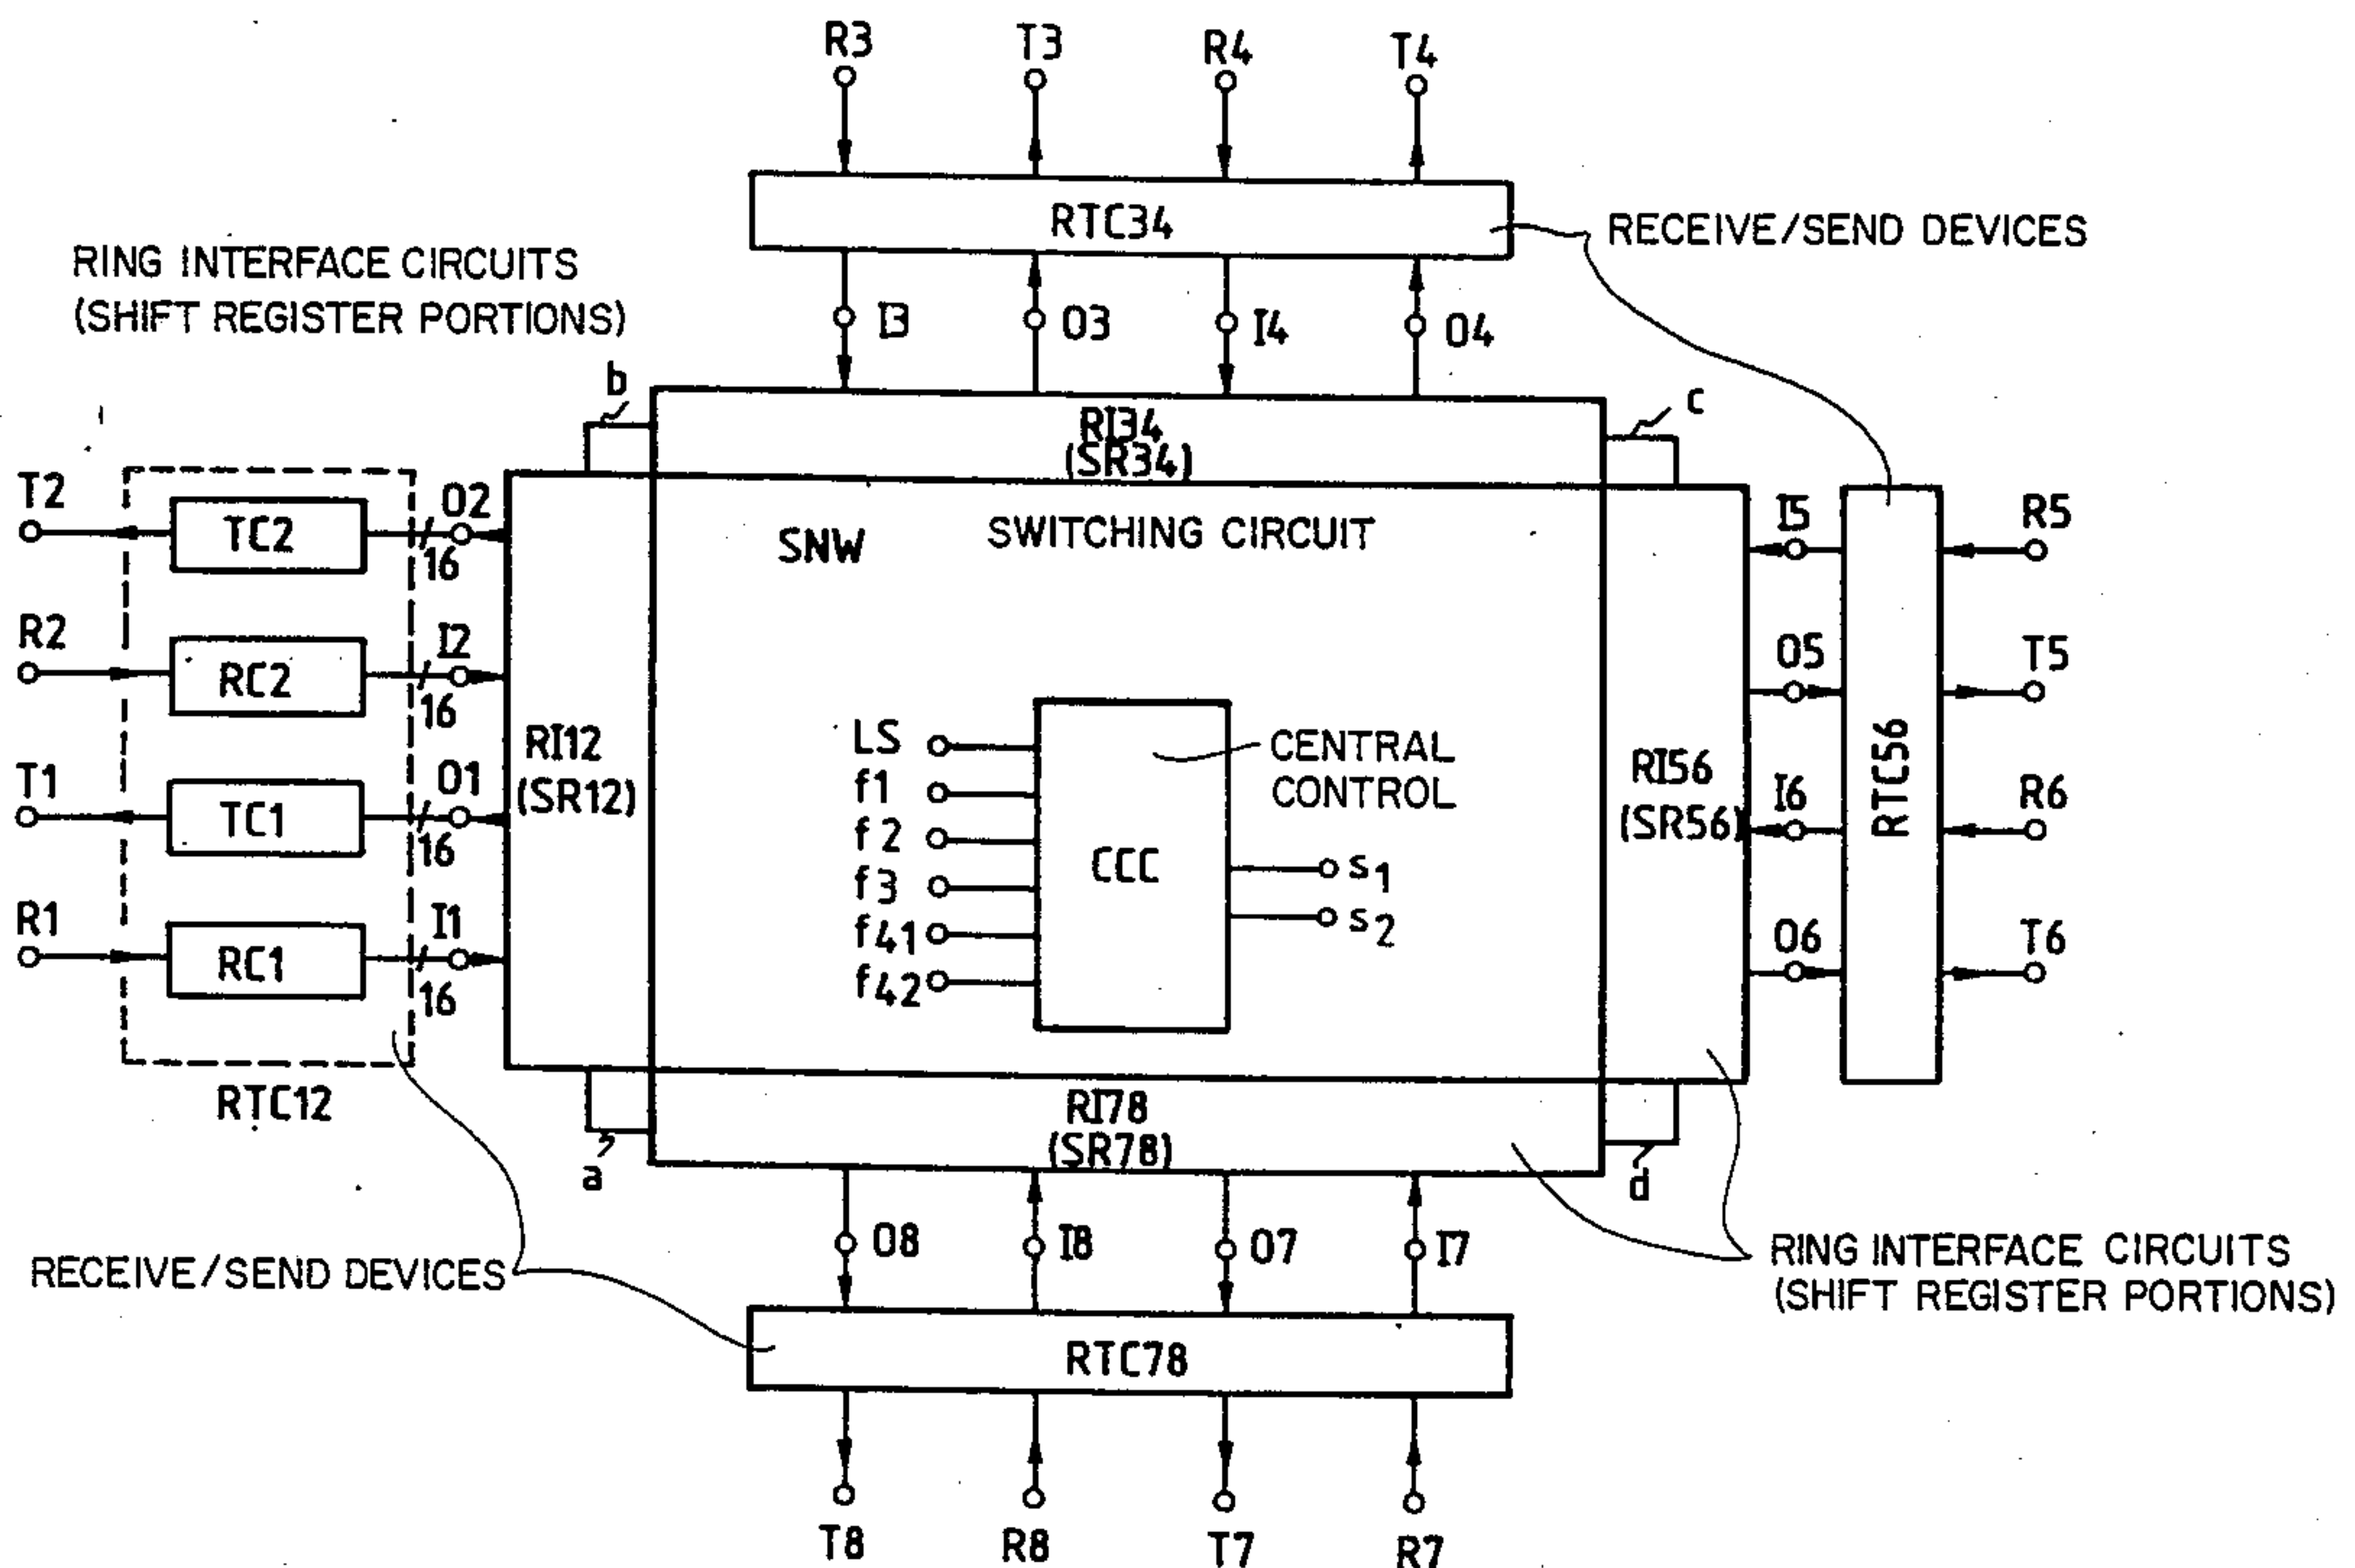 R3 T3 R4 T4
RTC34
RECEIVE/SEND DEVICES
RING INTERFACE CIRCUITS
(SHIFT REGISTER PORTIONS)
I3 O3 I4 O4
b
c
RI34
(SR34)
T2
TC2
O2
16
SNW
SWITCHING CIRCUIT
I5
R5
R2
RC2
I2
16
O5
T5
RI12
(SR12)
LS
f1
f2
f3
f41
f42
CCC
CENTRAL
CONTROL
s1
s2
RI56
(SR56)
RTC56
T1
TC1
O1
16
I6
R6
R1
RC1
I1
16
O6
T6
RTC12
RI78
(SR78)
a
d
O8 I8 O7 I7
RECEIVE/SEND DEVICES
RING INTERFACE CIRCUITS
(SHIFT REGISTER PORTIONS)
RTC78
T8 R8 T7 R7